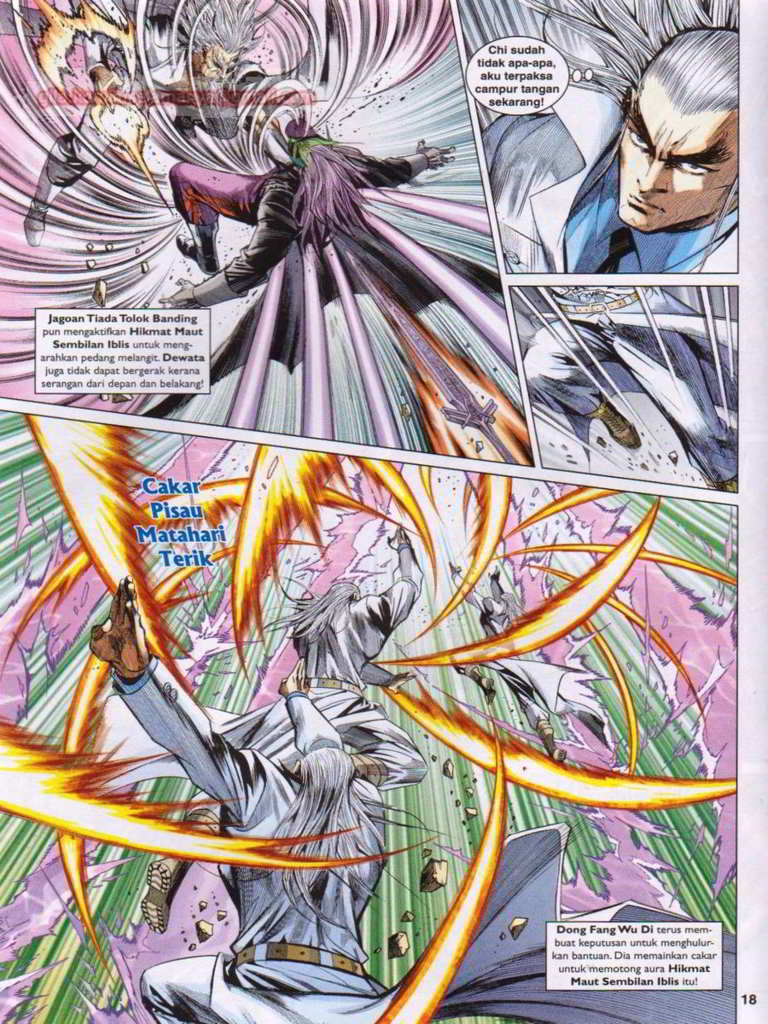 Chi sudah
tidak apa-apa,
aku terpaksa
campur tangan
sekarang!
Jagoan Tiada Tolok Banding
pun mengaktifkan Hikmat Maut
Sembilan Iblis untuk meng-
arahkan pedang melangit. Dewata
juga tidak dapat bergerak kerana
serangan dari depan dan belakang!
Cakar
Pisau
Matahari
Terik
Dong Fang Wu Di terus mem-
buat keputusan untuk menghulur-
kan bantuan. Dia memainkan cakar
untuk memotong aura Hikmat
Maut Sembilan Iblis itu!
18